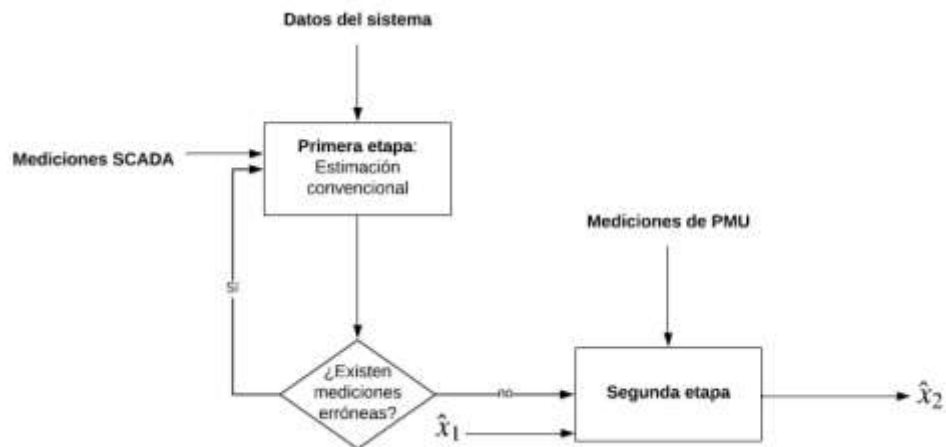 Datos del sistema
Mediciones SCADA
Primera etapa:
Estimación
convencional
Mediciones de PMU
Sí
¿Existen
mediciones
erróneas?
no
Segunda etapa
x̂₁
x̂₂